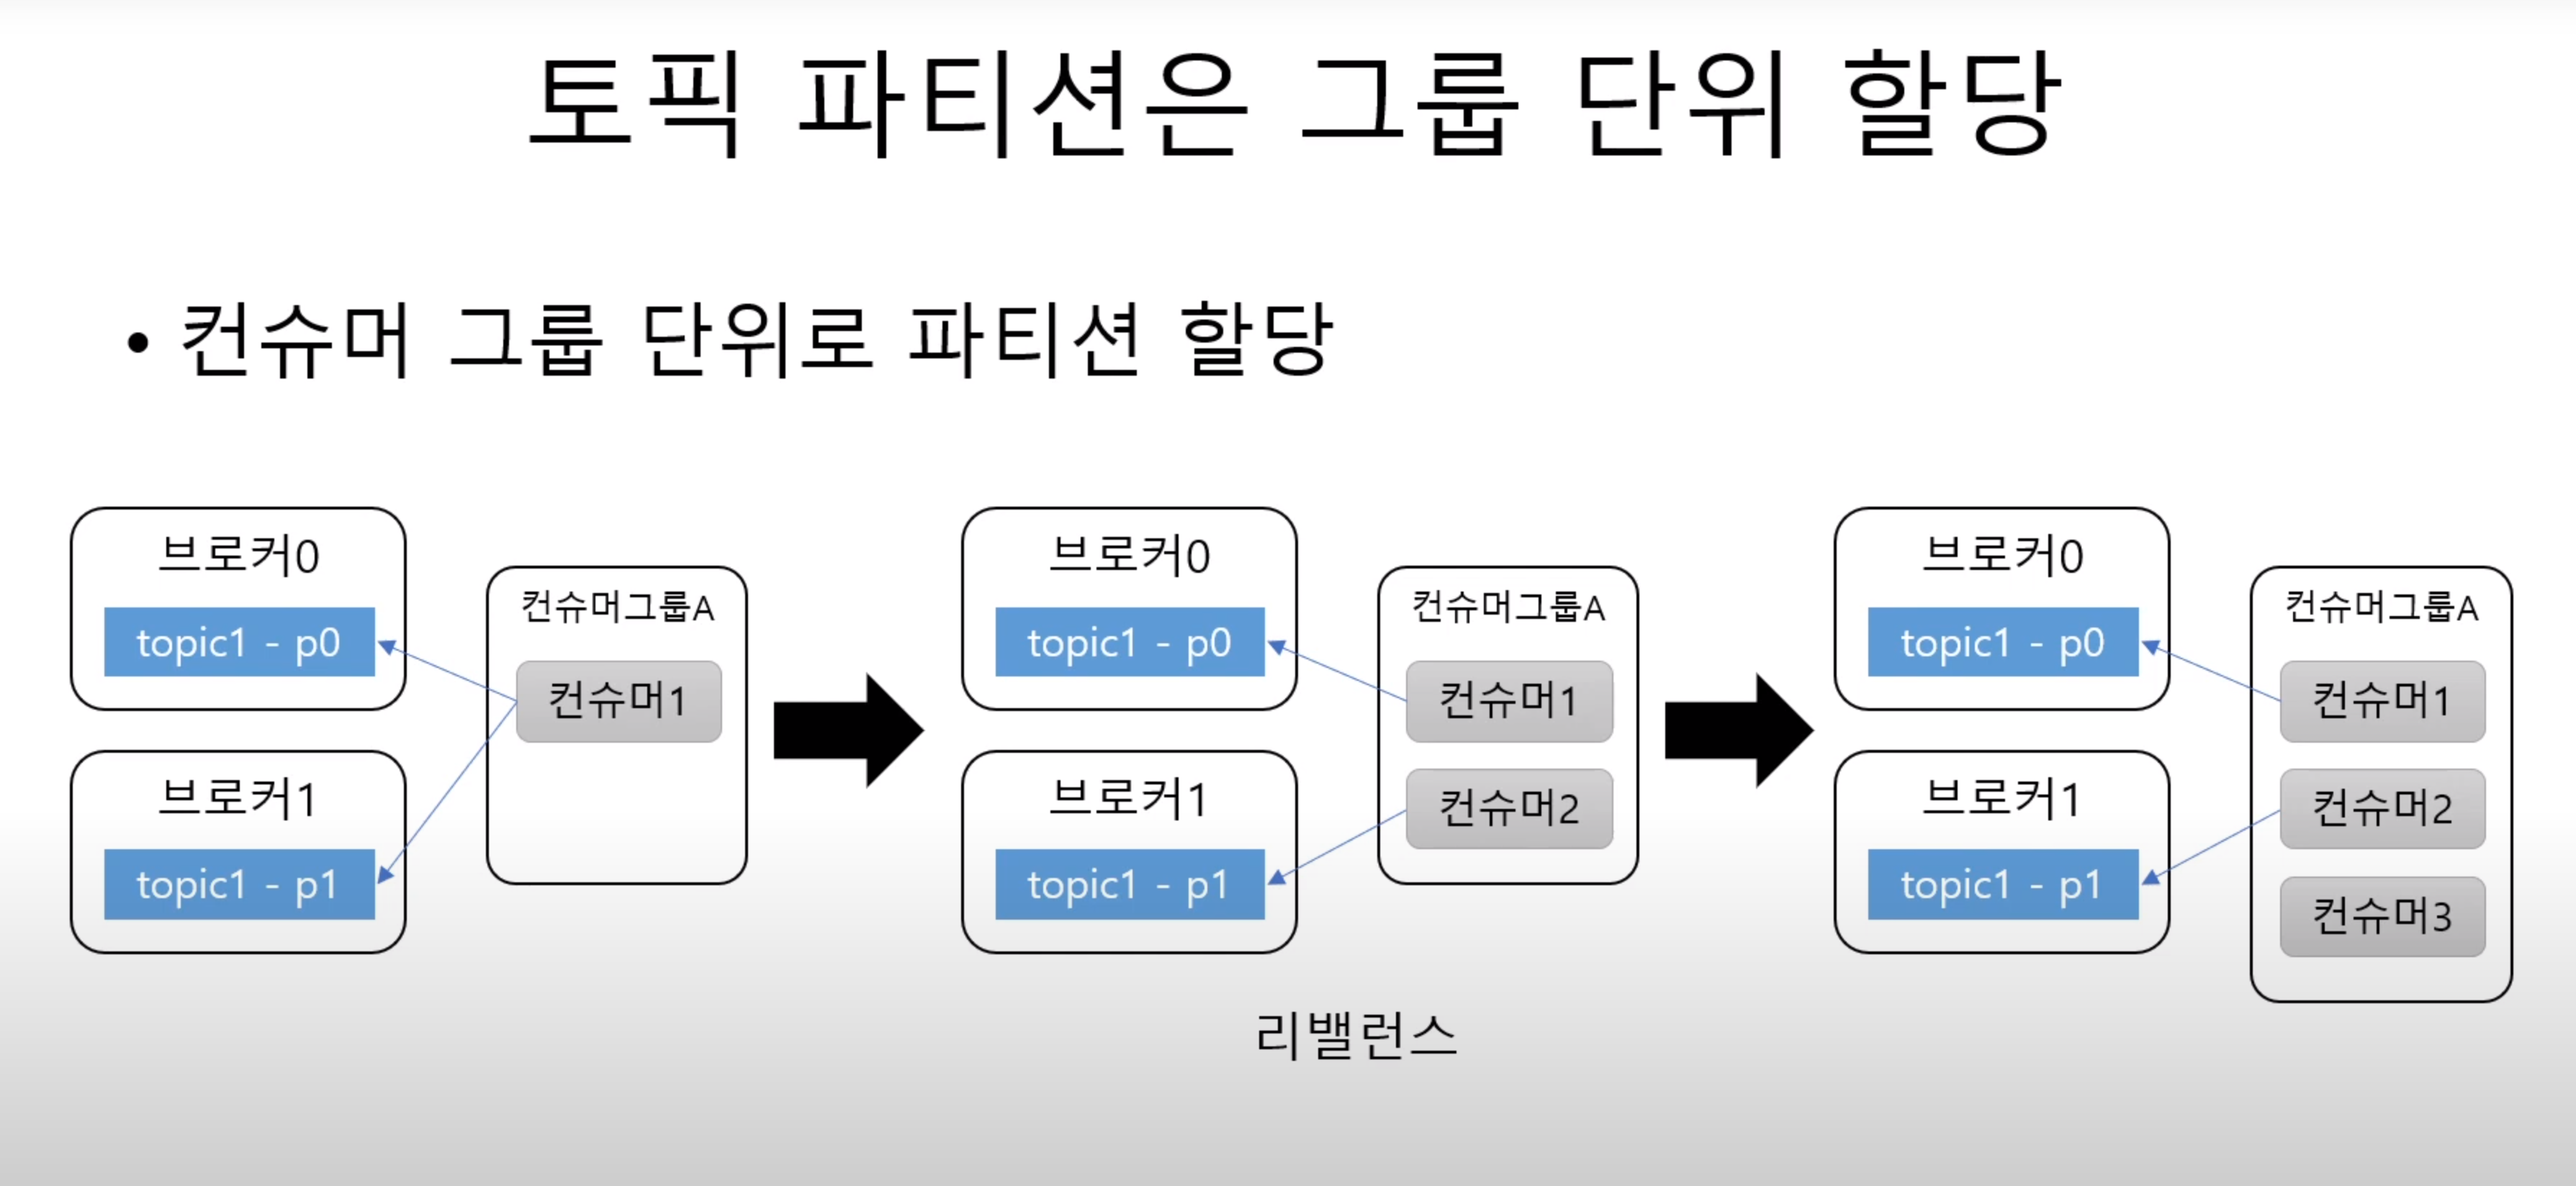 토픽 파티션은 그룹 단위 할당
• 컨슈머 그룹 단위로 파티션 할당
브로커0
topic1 - p0
브로커1
topic1 - p1
컨슈머그룹A
컨슈머1
브로커0
topic1 - p0
브로커1
topic1 - p1
컨슈머그룹A
컨슈머1
컨슈머2
브로커0
topic1 - p0
브로커1
topic1 - p1
컨슈머그룹A
컨슈머1
컨슈머2
컨슈머3
리밸런스